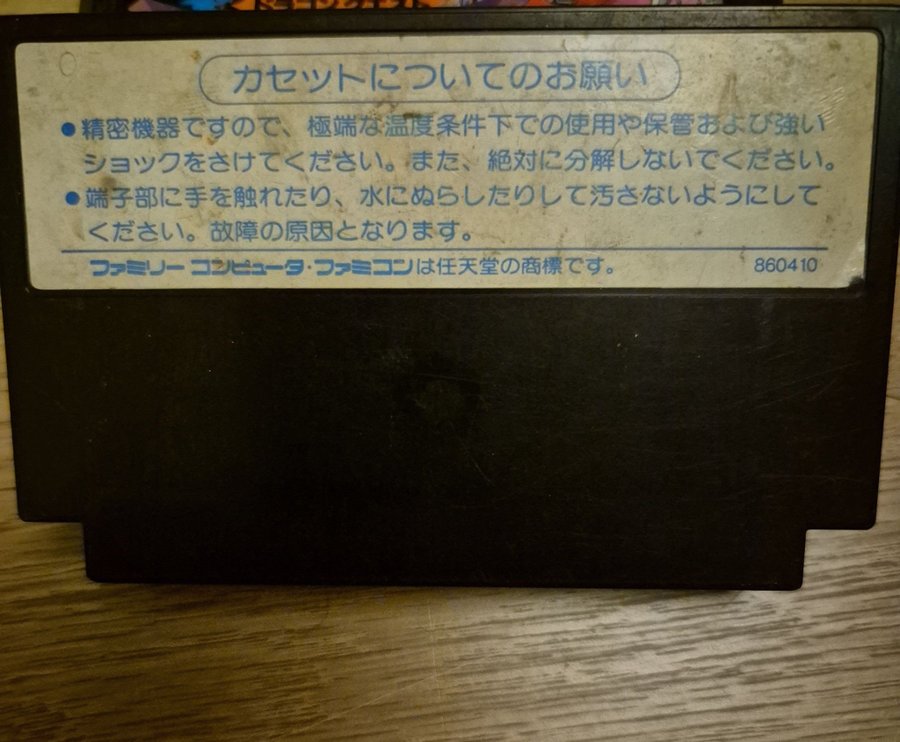 カセットについてのお願い
●精密機器ですので、極端な温度条件下での使用や保管および強い
ショックをさけてください。また、絶対に分解しないでください。
●端子部に手を触れたり、水にぬらしたりして汚さないようにして
ください。故障の原因となります。
ファミリー コンピュータ・ファミコンは任天堂の商標です。 860410